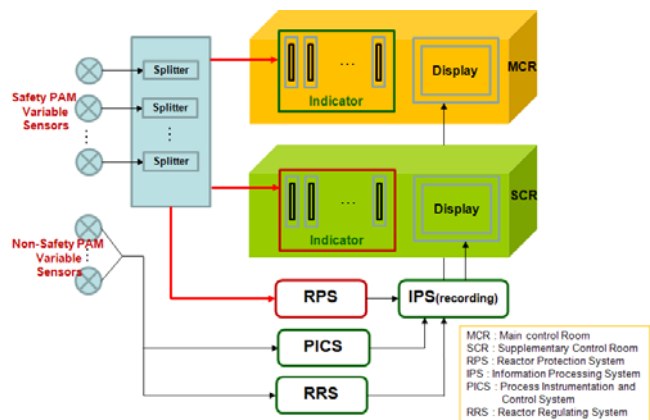 Splitter
Splitter
⋮
Splitter
Safety PAM
Variable
Sensors
⋮
Non-Safety PAM
Variable
Sensors
...
Indicator
Display
MCR
...
Indicator
Display
SCR
RPS
IPS(recording)
PICS
RRS
MCR : Main control Room
SCR : Supplementary Control Room
RPS : Reactor Protection System
IPS : Information Processing System
PICS : Process Instrumentation and
Control System
RRS : Reactor Regulating System